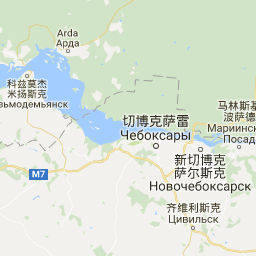 Arda
Арда
科兹莫杰
米扬斯克
ьмодемьянск
切博克萨雷
Чебоксары
马林斯基
波萨德
Мариинск
Посад
M7
新切博克
萨尔斯克
Новочебоксарск
齐维利斯克
Цивильск